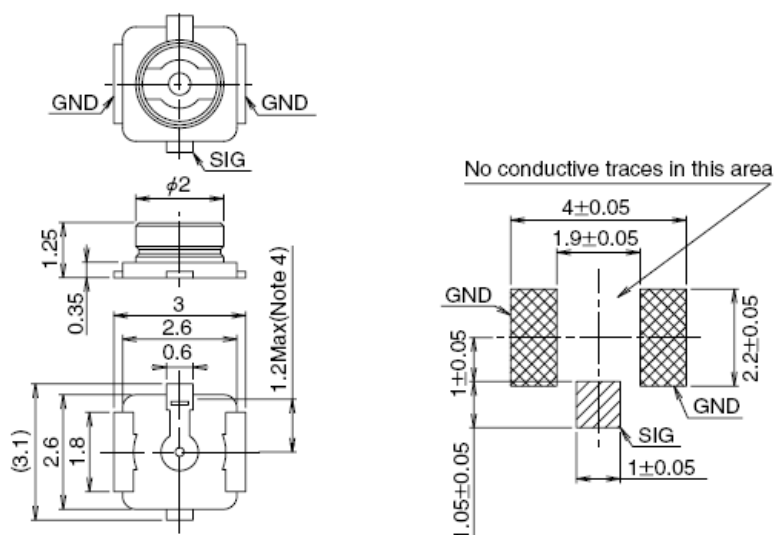 GND
GND
SIG
ϕ2
1.25
0.35
3
2.6
0.6
1.2Max(Note 4)
(3.1)
2.6
1.8
No conductive traces in this area
4±0.05
1.9±0.05
GND
1±0.05
2.2±0.05
GND
SIG
1±0.05
1.05±0.05